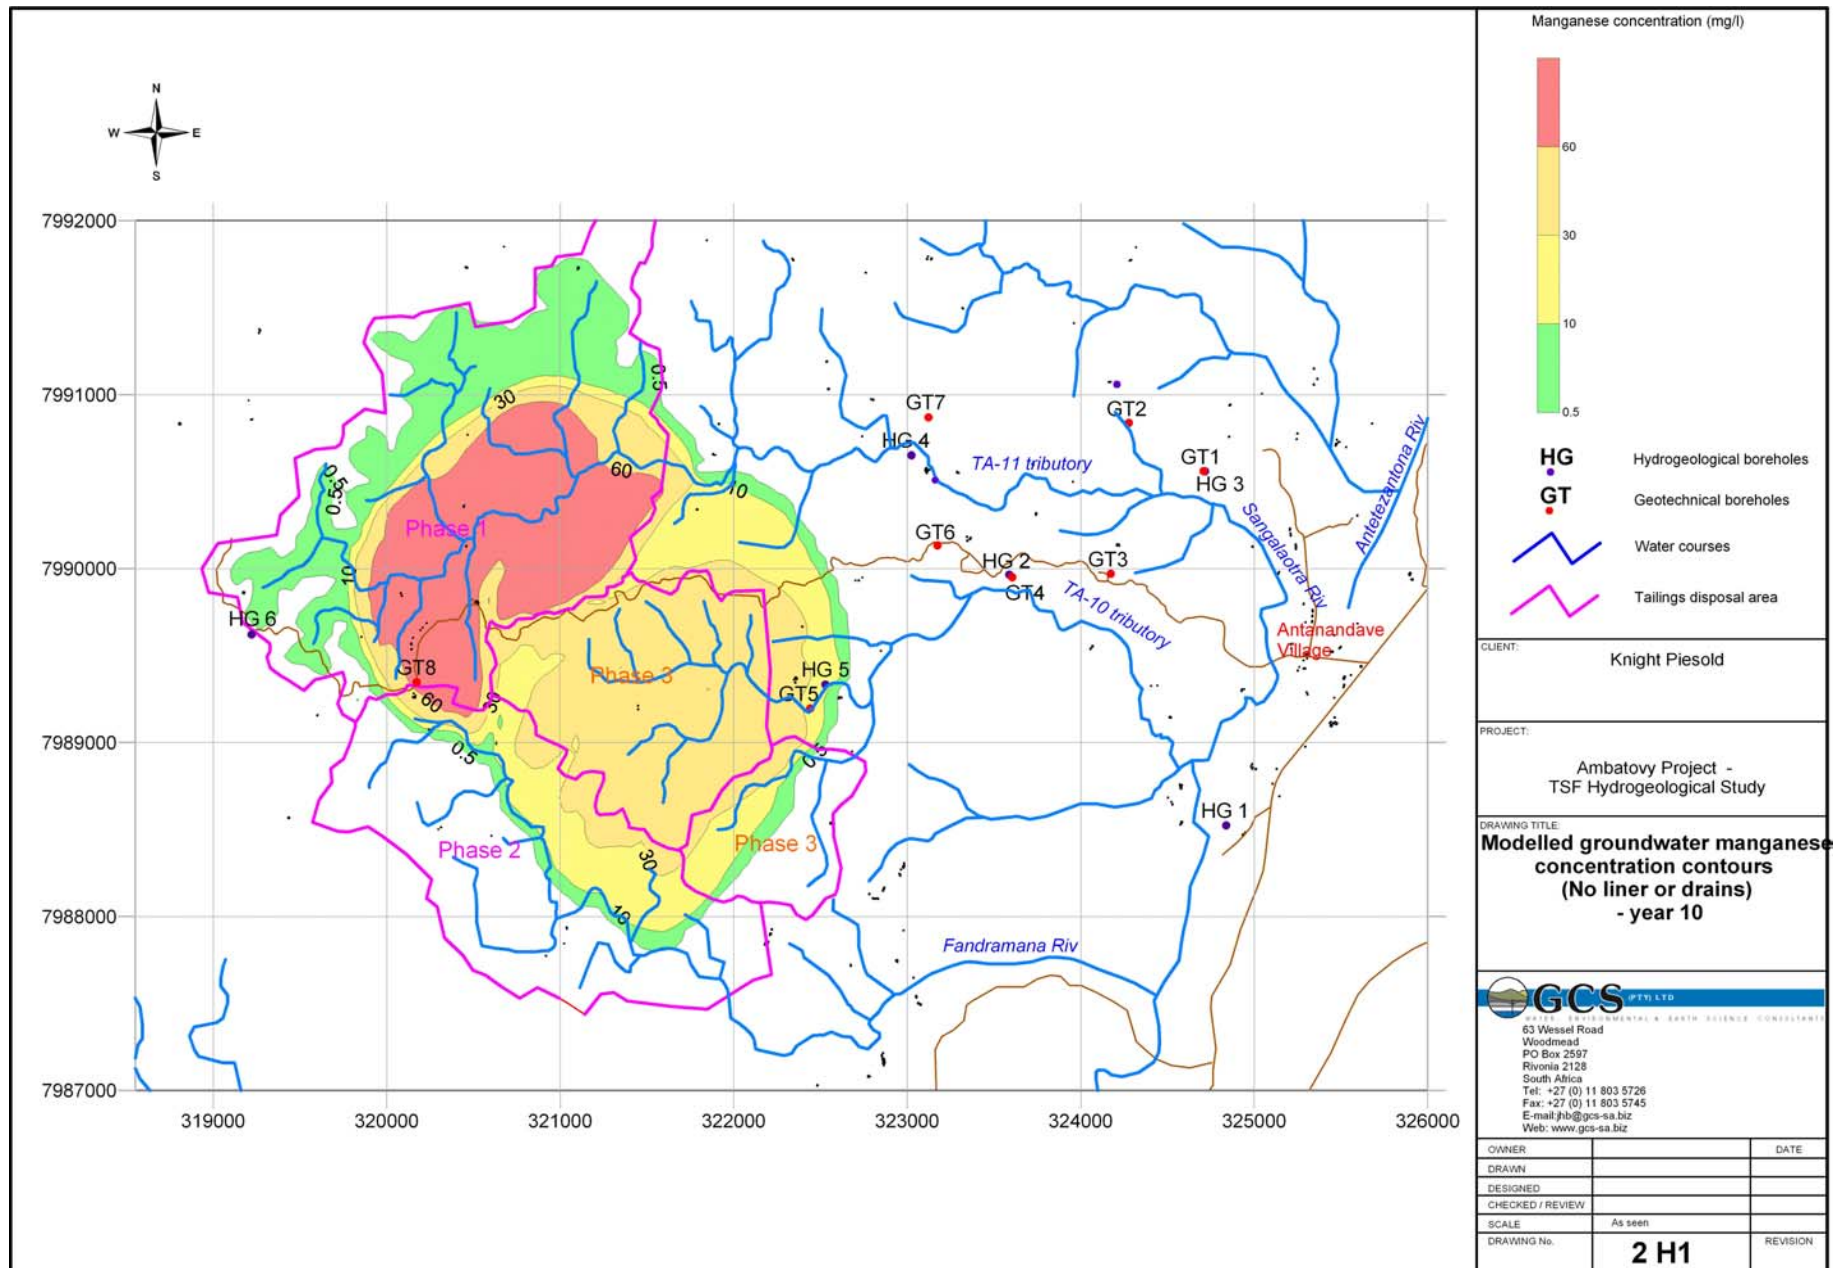 N
W E
S
7992000
7991000
7990000
7989000
7988000
7987000
319000 320000 321000 322000 323000 324000 325000 326000
0.5
30
60
10
0.5
0.5
10
Phase 1
HG 6
GT8
60
30
0.5
Phase 3
HG 5
GT5
0.5
Phase 2
30
Phase 3
10
GT7
HG 4
GT2
TA-11 tributory
GT1
HG 3
GT6
HG 2
GT4
GT3
TA-10 tributory
Sangalaotra Riv
Antetezantona Riv
Antanandave
Village
HG 1
Fandramana Riv
Manganese concentration (mg/l)
60
30
10
0.5
HG Hydrogeological boreholes
GT Geotechnical boreholes
Water courses
Tailings disposal area
CLIENT:
Knight Piesold
PROJECT:
Ambatovy Project -
TSF Hydrogeological Study
DRAWING TITLE:
Modelled groundwater manganese
concentration contours
(No liner or drains)
- year 10
GCS (PTY) LTD
WATER, ENVIRONMENTAL & EARTH SCIENCE CONSULTANTS
63 Wessel Road
Woodmead
PO Box 2597
Rivonia 2128
South Africa
Tel: +27 (0) 11 803 5726
Fax: +27 (0) 11 803 5745
E-mail:jhb@gcs-sa.biz
Web: www.gcs-sa.biz
OWNER DATE
DRAWN
DESIGNED
CHECKED / REVIEW
SCALE As seen
DRAWING No. 2 H1 REVISION